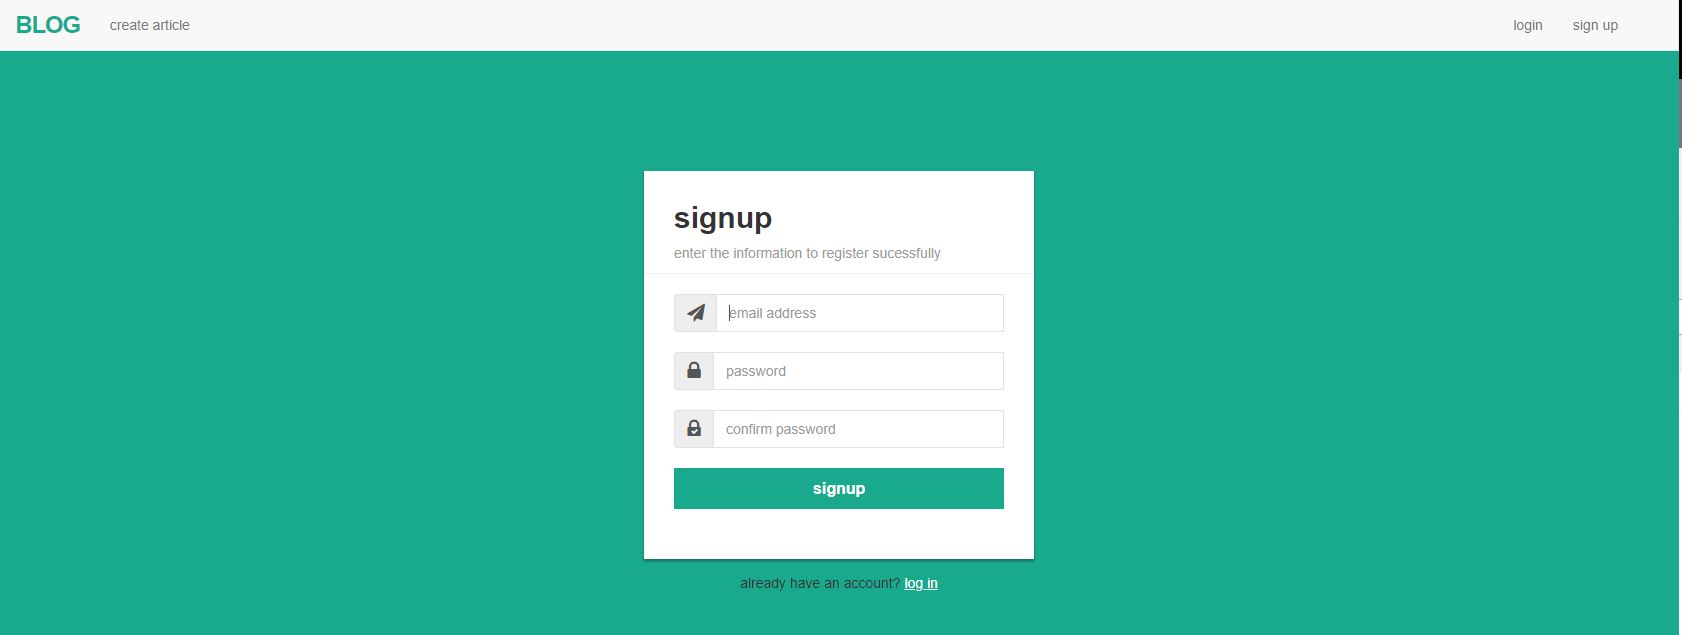 BLOG create article login sign up
signup
enter the information to register sucessfully
email address
password
confirm password
signup
already have an account? log in